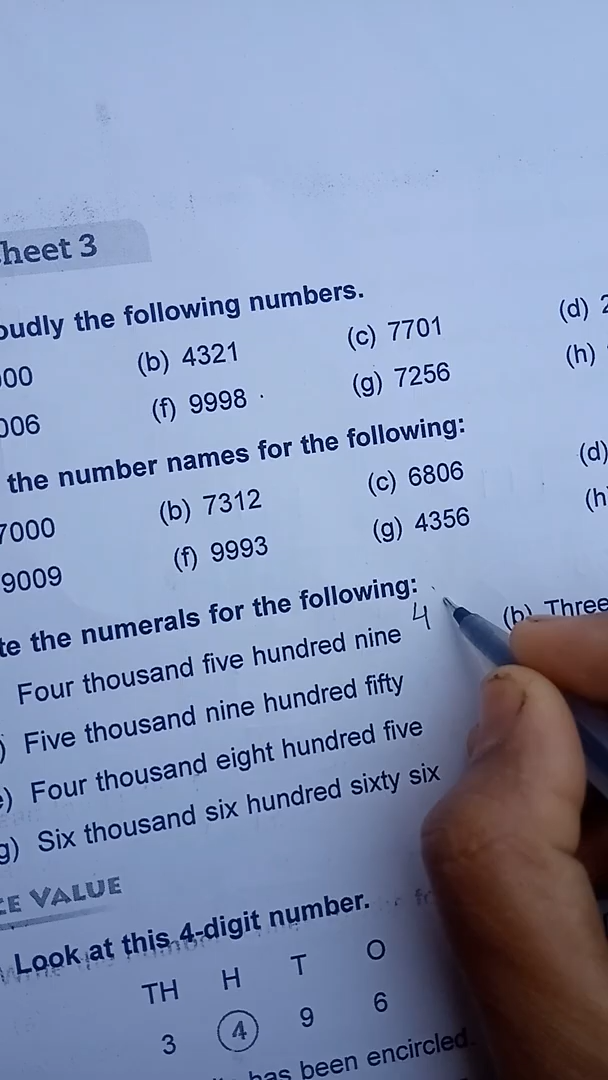 heet 3
oudly the following numbers.
00 (b) 4321 (c) 7701 (d) 2
006 (f) 9998 (g) 7256 (h)
the number names for the following:
7000 (b) 7312 (c) 6806 (d)
9009 (f) 9993 (g) 4356 (h
te the numerals for the following:
Four thousand five hundred nine 4 (b) Three
) Five thousand nine hundred fifty
e) Four thousand eight hundred five
g) Six thousand six hundred sixty six
CE VALUE
Look at this 4-digit number.
TH H T O
3 4 9 6
has been encircled.